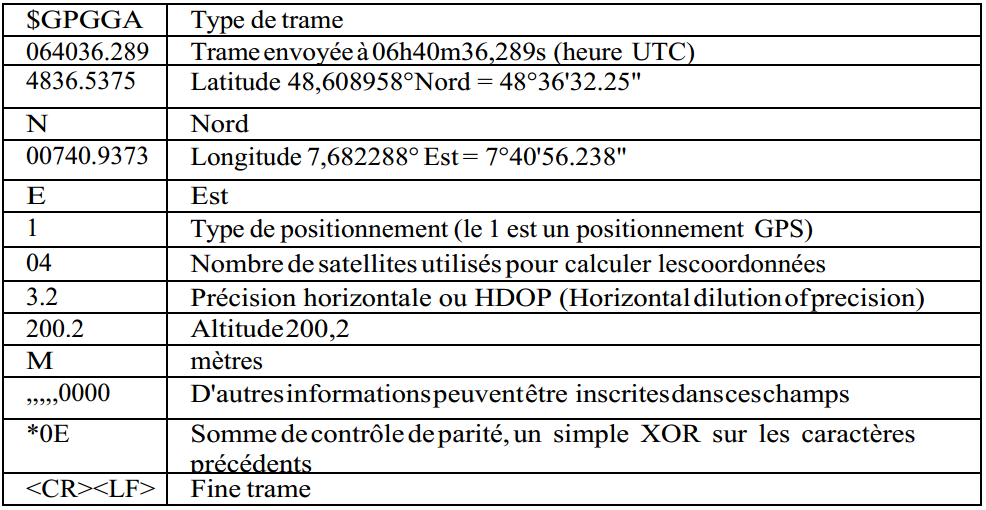 $GPGGA Type de trame
064036.289 Trame envoyée à 06h40m36,289s (heure UTC)
4836.5375 Latitude 48,608958°Nord = 48°36'32.25"
N Nord
00740.9373 Longitude 7,682288° Est = 7°40'56.238"
E Est
1 Type de positionnement (le 1 est un positionnement GPS)
04 Nombre de satellites utilisés pour calculer lescoordonnées
3.2 Précision horizontale ou HDOP (Horizontal dilution of precision)
200.2 Altitude 200,2
M mètres
,,,,,0000 D'autres informations peuvent être inscrites dans ces champs
*0E Somme de contrôle de parité, un simple XOR sur les caractères
précédents
<CR><LF> Fine trame